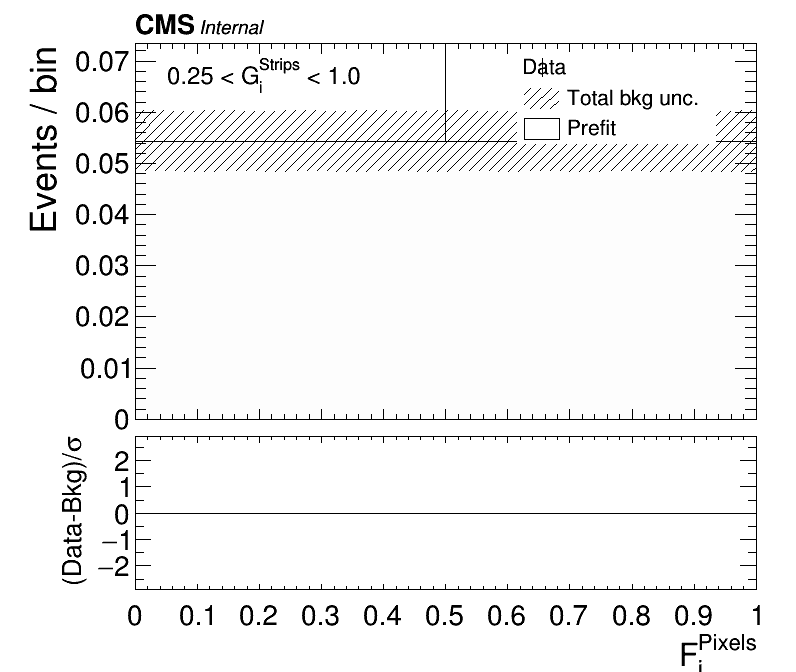 CMS Internal
Events / bin
0.07
0.06
0.05
0.04
0.03
0.02
0.01
0
0.25 < G_i^Strips < 1.0
Data
Total bkg unc.
Prefit
(Data-Bkg)/σ
2
1
0
−1
−2
0 0.1 0.2 0.3 0.4 0.5 0.6 0.7 0.8 0.9 1
F_i^Pixels